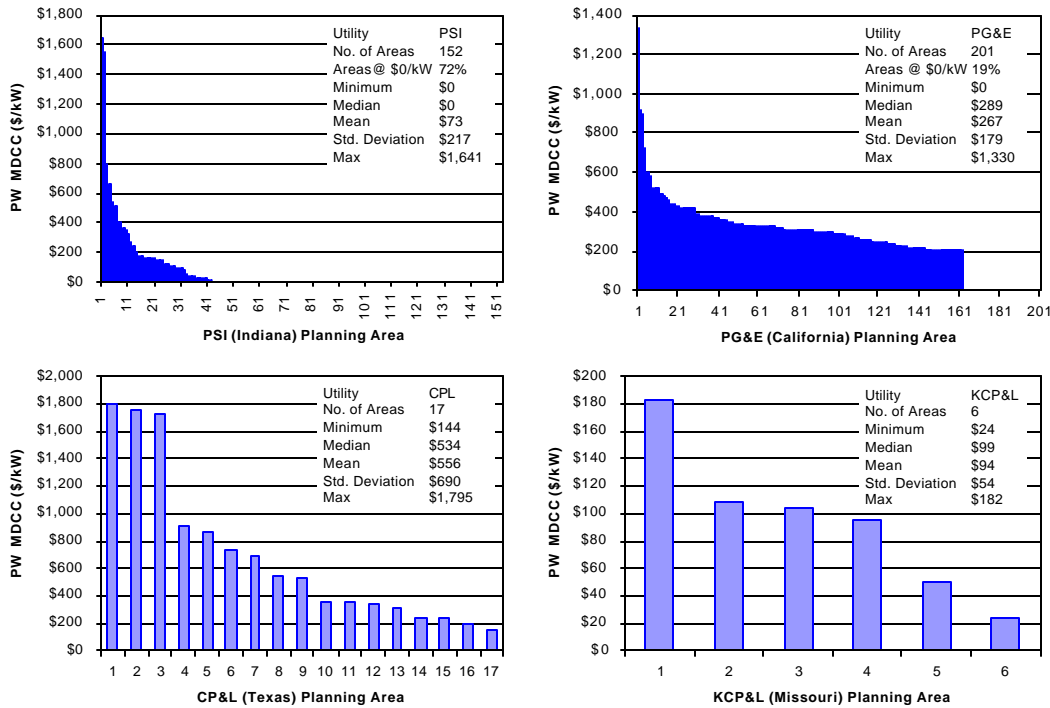 $1,800
$1,600
$1,400
$1,200
$1,000
$800
$600
$400
$200
$0
PW MDCC ($/kW)
Utility PSI
No. of Areas 152
Areas@ $0/kW 72%
Minimum $0
Median $0
Mean $73
Std. Deviation $217
Max $1,641
1 11 21 31 41 51 61 71 81 91 101 111 121 131 141 151
PSI (Indiana) Planning Area
$1,400
$1,200
$1,000
$800
$600
$400
$200
$0
PW MDCC ($/kW)
Utility PG&E
No. of Areas 201
Areas @ $0/kW 19%
Minimum $0
Median $289
Mean $267
Std. Deviation $179
Max $1,330
1 21 41 61 81 101 121 141 161 181 201
PG&E (California) Planning Area
$2,000
$1,800
$1,600
$1,400
$1,200
$1,000
$800
$600
$400
$200
$0
PW MDCC ($/kW)
Utility CPL
No. of Areas 17
Minimum $144
Median $534
Mean $556
Std. Deviation $690
Max $1,795
1 2 3 4 5 6 7 8 9 10 11 12 13 14 15 16 17
CP&L (Texas) Planning Area
$200
$180
$160
$140
$120
$100
$80
$60
$40
$20
$0
PW MDCC ($/kW)
Utility KCP&L
No. of Areas 6
Minimum $24
Median $99
Mean $94
Std. Deviation $54
Max $182
1 2 3 4 5 6
KCP&L (Missouri) Planning Area